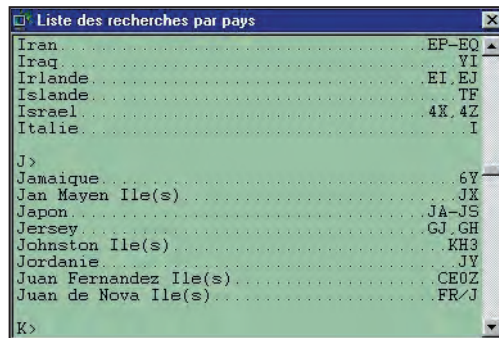 Liste des recherches par pays
Iran..............................EP-EQ
Iraq.................................YI
Irlande...........................EI,EJ
Islande..............................TF
Israel............................4X,4Z
Italie................................I
J>
Jamaique.............................6Y
Jan Mayen Ile(s).....................JX
Japon.............................JA-JS
Jersey............................GJ,GH
Johnston Ile(s).....................KH3
Jordanie.............................JY
Juan Fernandez Ile(s)..............CE0Z
Juan de Nova Ile(s)................FR/J
K>